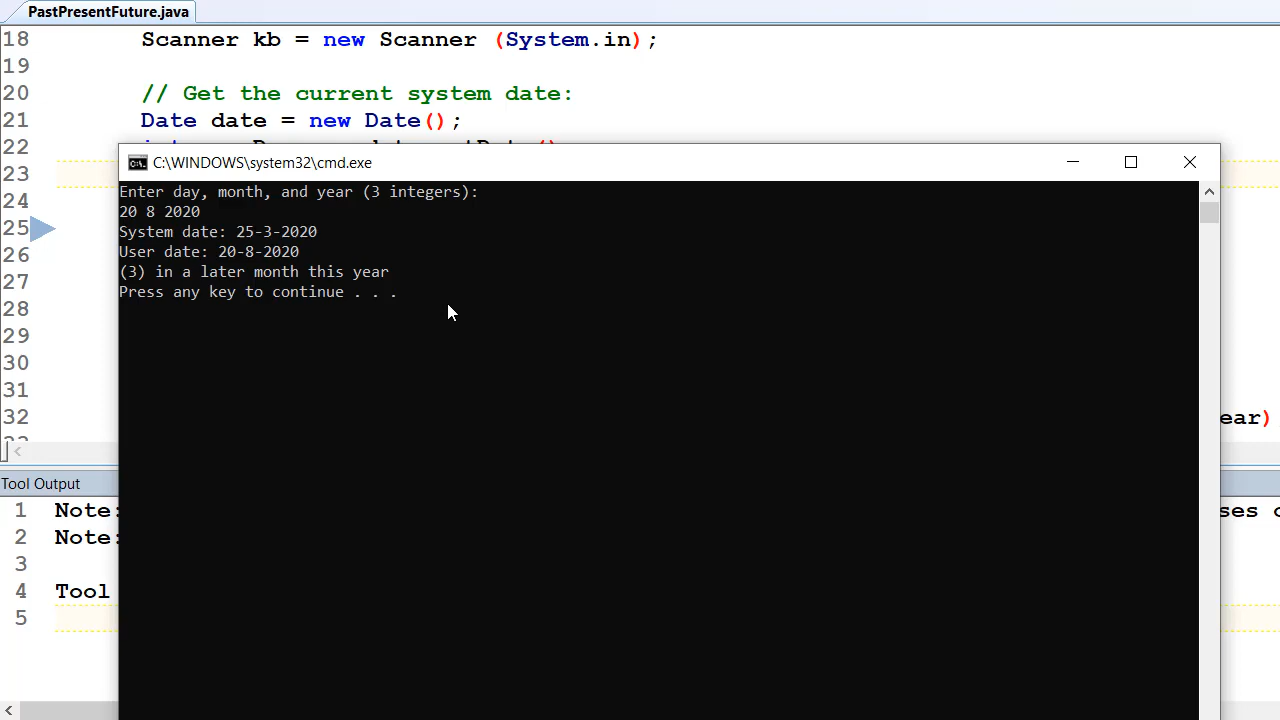 PastPresentFuture.java
18 Scanner kb = new Scanner (System.in);
19
20 // Get the current system date:
21 Date date = new Date();
22
23
24
25
26
27
28
29
30
31
32 ear)
C:\WINDOWS\system32\cmd.exe
Enter day, month, and year (3 integers):
20 8 2020
System date: 25-3-2020
User date: 20-8-2020
(3) in a later month this year
Press any key to continue . . .
Tool Output
1 Note: ses
2 Note:
3
4 Tool
5